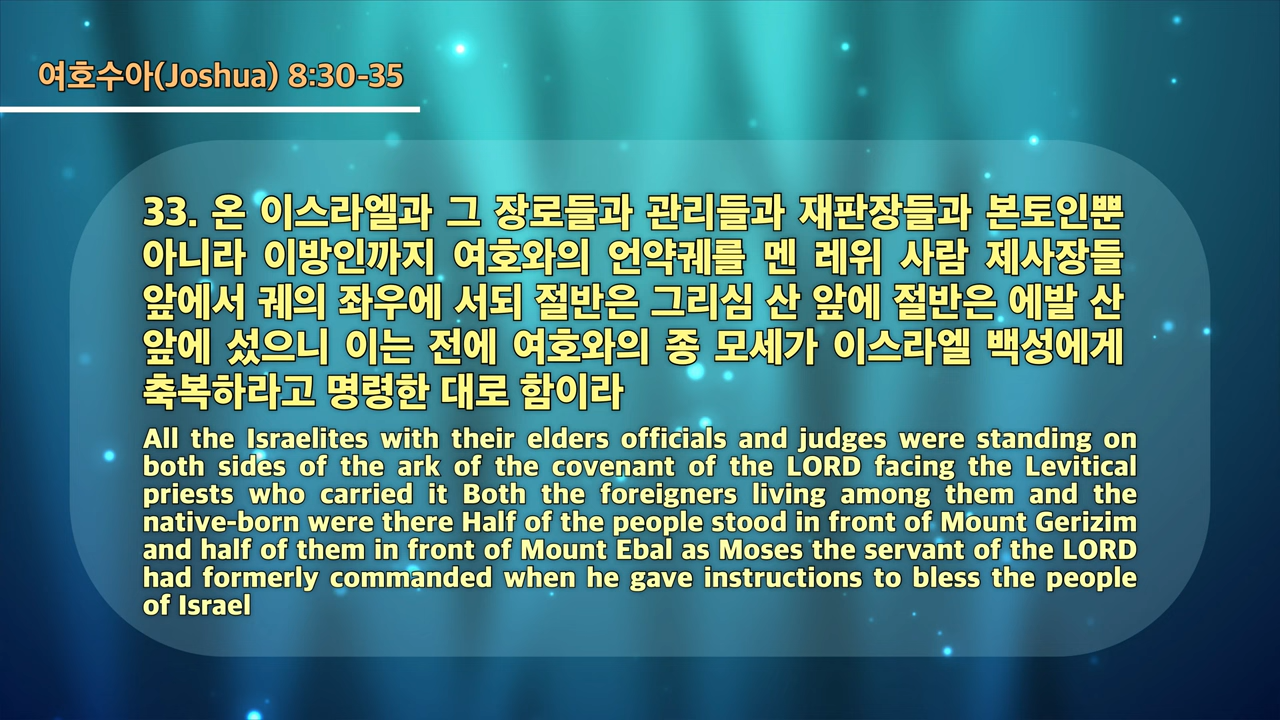 여호수아(Joshua) 8:30-35
33. 온 이스라엘과 그 장로들과 관리들과 재판장들과 본토인뿐
아니라 이방인까지 여호와의 언약궤를 멘 레위 사람 제사장들
앞에서 궤의 좌우에 서되 절반은 그리심 산 앞에 절반은 에발 산
앞에 섰으니 이는 전에 여호와의 종 모세가 이스라엘 백성에게
축복하라고 명령한 대로 함이라
All the Israelites with their elders officials and judges were standing on
both sides of the ark of the covenant of the LORD facing the Levitical
priests who carried it Both the foreigners living among them and the
native-born were there Half of the people stood in front of Mount Gerizim
and half of them in front of Mount Ebal as Moses the servant of the LORD
had formerly commanded when he gave instructions to bless the people
of Israel